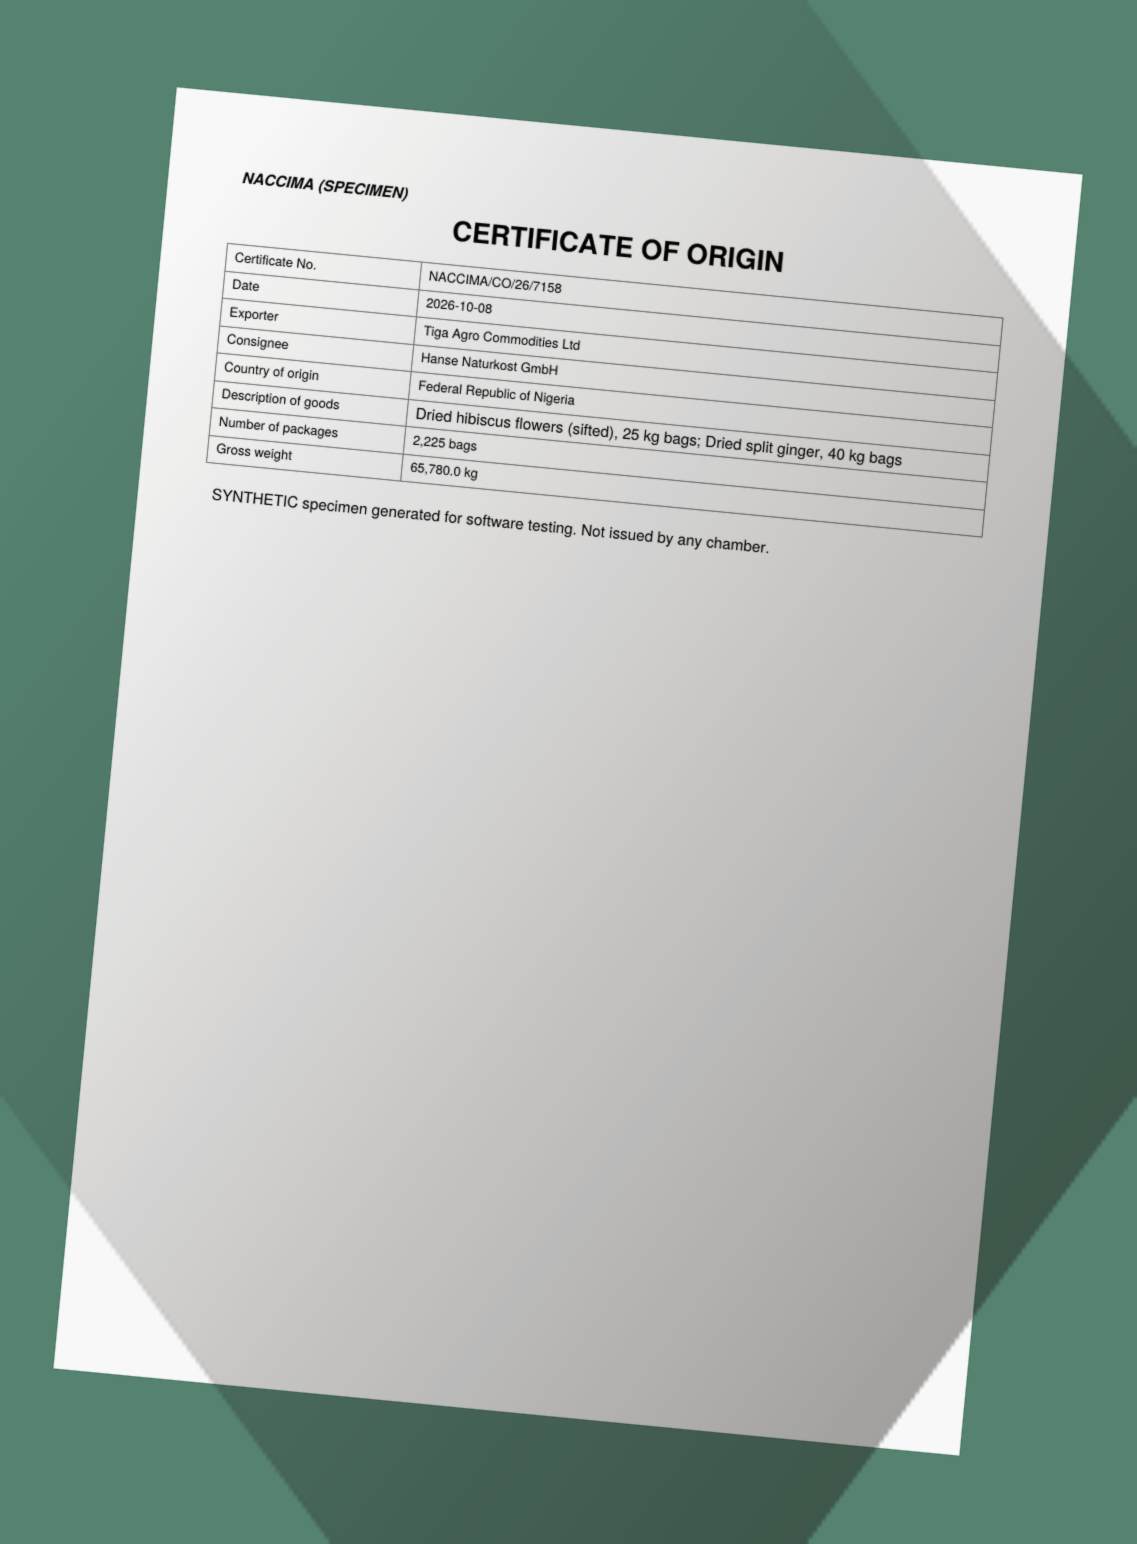 NACCIMA (SPECIMEN)
CERTIFICATE OF ORIGIN
Certificate No. NACCIMA/CO/26/7158
Date 2026-10-08
Exporter Tiga Agro Commodities Ltd
Consignee Hanse Naturkost GmbH
Country of origin Federal Republic of Nigeria
Description of goods Dried hibiscus flowers (sifted), 25 kg bags; Dried split ginger, 40 kg bags
Number of packages 2,225 bags
Gross weight 65,780.0 kg
SYNTHETIC specimen generated for software testing. Not issued by any chamber.